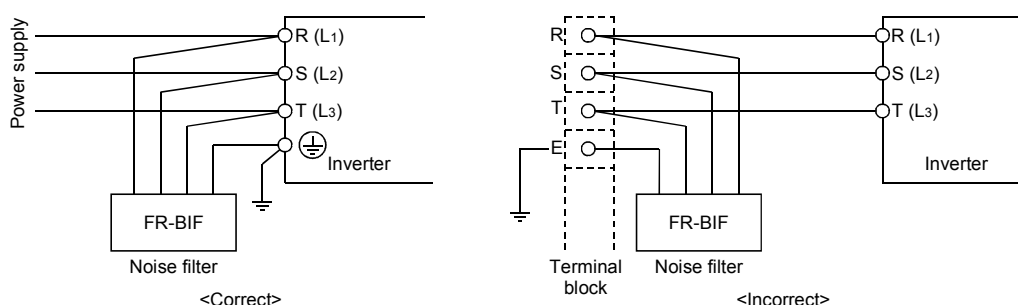 Power supply
R (L1)
S (L2)
T (L3)
Inverter
FR-BIF
Noise filter
<Correct>
R
S
T
E
R (L1)
S (L2)
T (L3)
Inverter
FR-BIF
Terminal
block
Noise filter
<Incorrect>